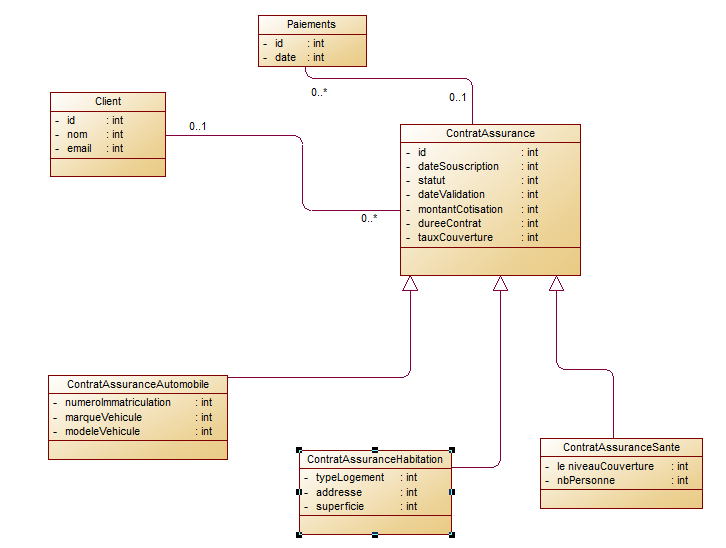 Paiements
- id : int
- date : int
0..*
0..1
Client
- id : int
- nom : int
- email : int
0..1
0..*
ContratAssurance
- id : int
- dateSouscription : int
- statut : int
- dateValidation : int
- montantCotisation : int
- dureeContrat : int
- tauxCouverture : int
ContratAssuranceAutomobile
- numeroImmatriculation : int
- marqueVehicule : int
- modeleVehicule : int
ContratAssuranceHabitation
- typeLogement : int
- addresse : int
- superficie : int
ContratAssuranceSante
- le niveauCouverture : int
- nbPersonne : int